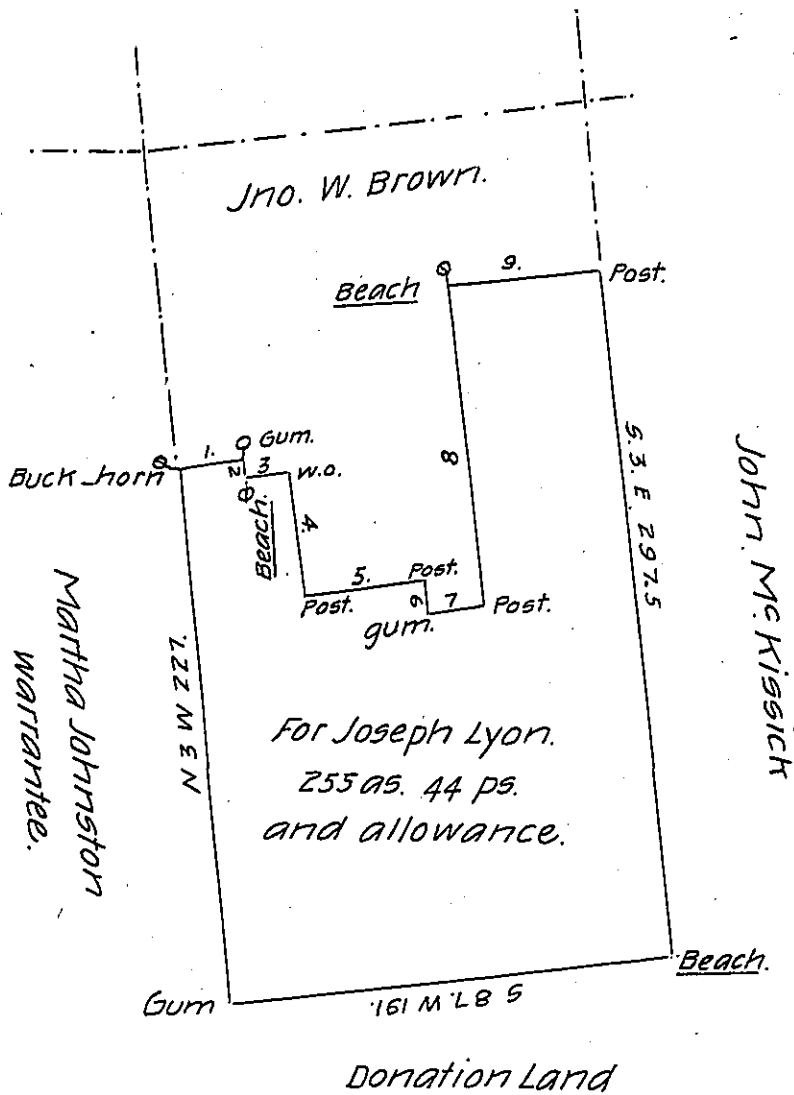 Jno. W. Brown.
Beach
9.
Post.
1.
Gum.
Buck-horn
2
3
W.O.
Beach.
4.
8
S. 3. E 297.5
John. McKissick
5.
Post.
Post.
6
7
Post.
gum.
N 3 W 227.
Martha Johnston
warrantee.
For Joseph Lyon.
255 as. 44 ps.
and allowance.
Beach.
Gum
S 87. W 191.
Donation Land